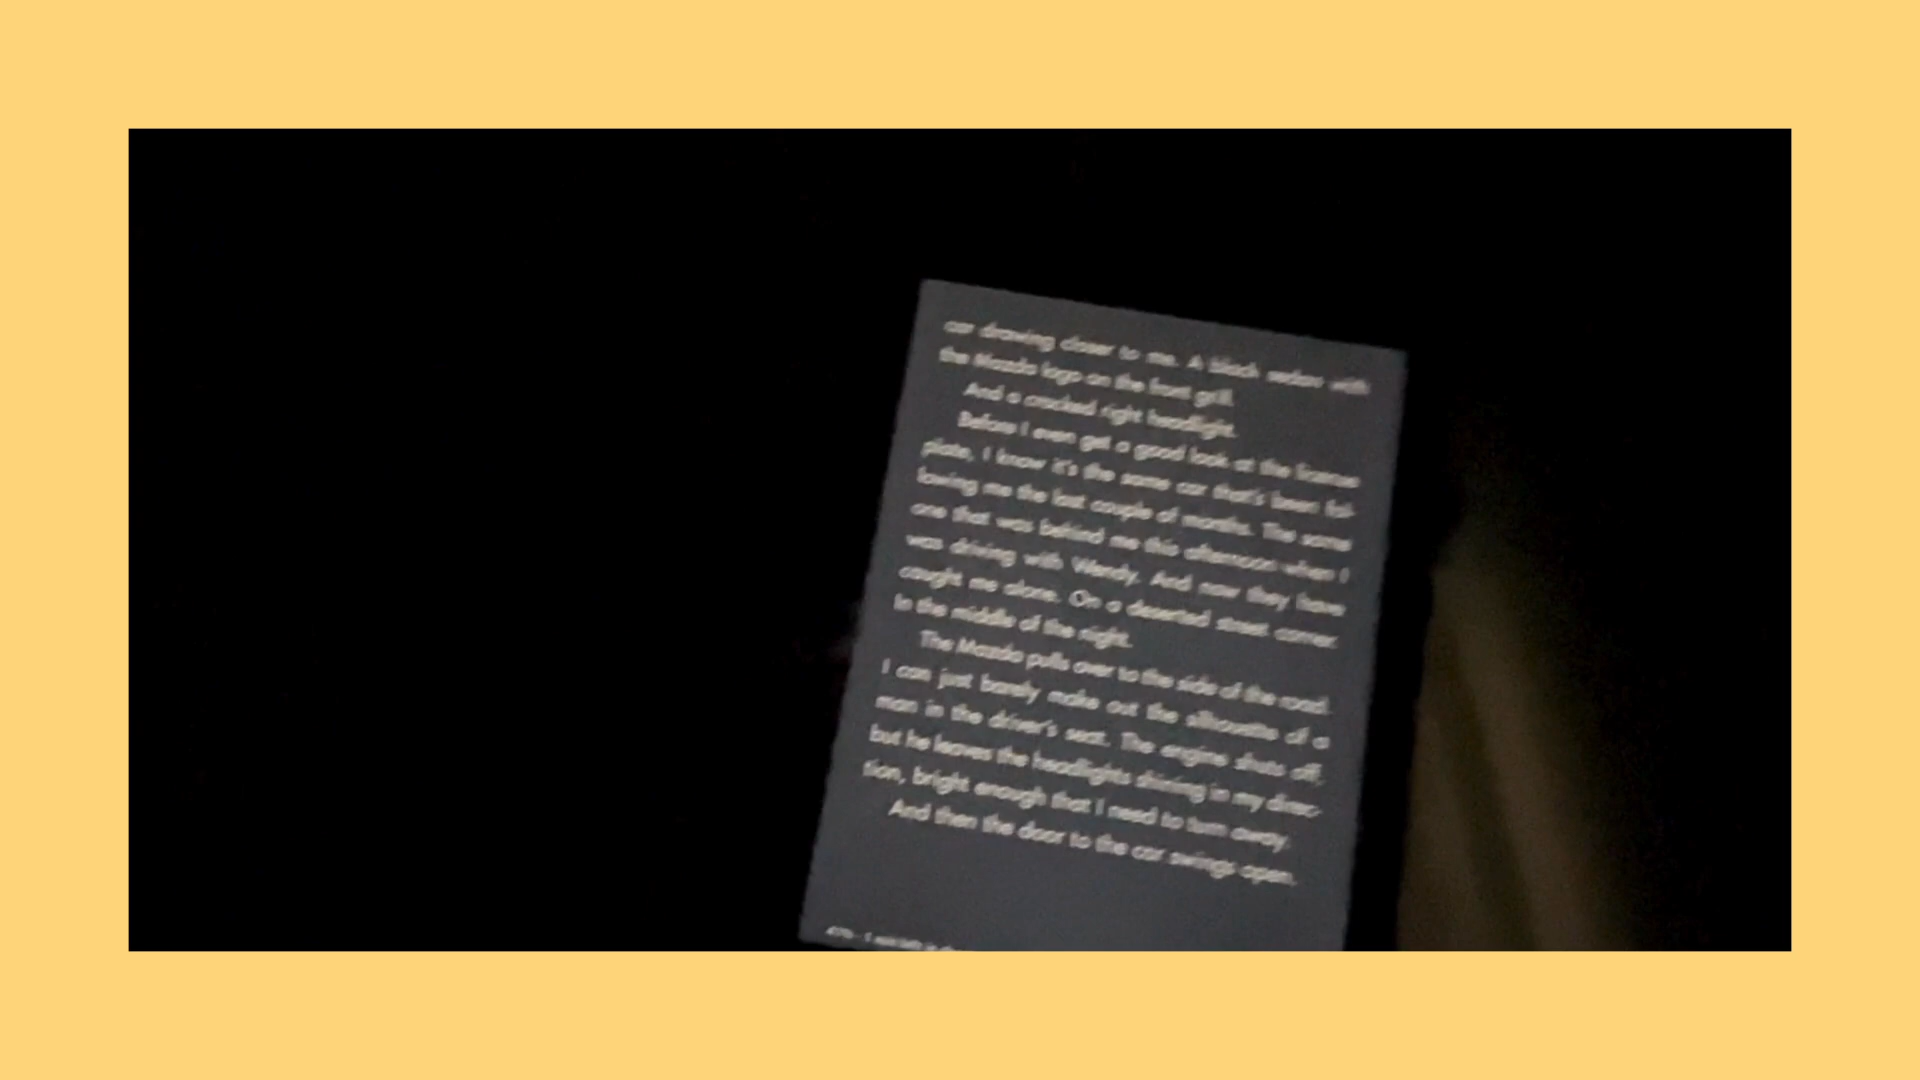 car drawing closer to me. A black sedan with
the Mazda logo on the front grill.
And a cracked right headlight.
Before I even get a good look at the license
plate, I know it's the same car that's been fol-
lowing me the last couple of months. The same
one that was behind me this afternoon when I
was driving with Wendy. And now they have
caught me alone. On a deserted street corner.
In the middle of the night.
The Mazda pulls over to the side of the road.
I can just barely make out the silhouette of a
man in the driver's seat. The engine shuts off,
but he leaves the headlights shining in my direc-
tion, bright enough that I need to turn away.
And then the door to the car swings open.